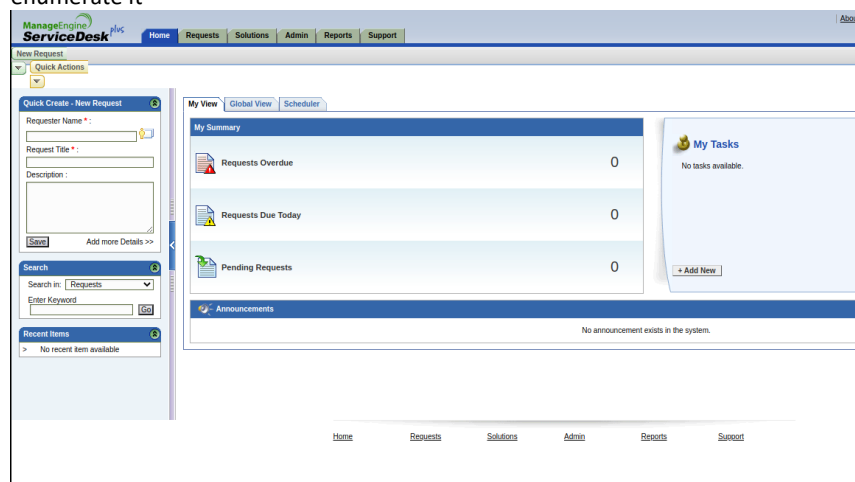 enumerate it
ManageEngine
ServiceDesk plus
Home Requests Solutions Admin Reports Support
New Request
Quick Actions
Quick Create - New Request
Requester Name * :
Request Title * :
Description :
Save Add more Details >>
Search
Search in: Requests
Enter Keyword
Go
Recent Items
> No recent item available
My View Global View Scheduler
My Summary
Requests Overdue 0
Requests Due Today 0
Pending Requests 0
My Tasks
No tasks available.
+ Add New
Announcements
No announcement exists in the system.
Home Requests Solutions Admin Reports Support